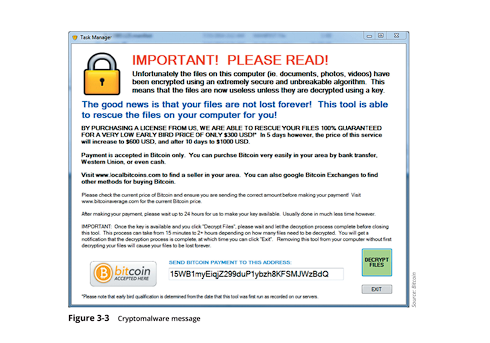 Task Manager
IMPORTANT! PLEASE READ!
Unfortunately the files on this computer (ie. documents, photos, videos) have
been encrypted using an extremely secure and unbreakable algorithm. This
means that the files are now useless unless they are decrypted using a key.
The good news is that your files are not lost forever! This tool is able
to rescue the files on your computer for you!
BY PURCHASING A LICENSE FROM US, WE ARE ABLE TO RESCUE YOUR FILES 100% GUARANTEED
FOR A VERY LOW EARLY BIRD PRICE OF ONLY $300 USD!* In 5 days however, the price of this service
will increase to $600 USD, and after 10 days to $1000 USD.
Payment is accepted in Bitcoin only. You can purchse Bitcoin very easily in your area by bank transfer,
Western Union, or even cash.
Visit www.localbitcoins.com to find a seller in your area. You can also google Bitcoin Exchanges to find
other methods for buying Bitcoin.
Please check the current price of Bitcoin and ensure you are sending the correct amount before making your payment! Visit
www.bitcoinaverage.com for the current Bitcoin price.
After making your payment, please wait up to 24 hours for us to make your key available. Usually done in much less time however.
IMPORTANT: Once the key is available and you click "Decrypt Files", please wait and let the decryption process complete before closing
this tool. This process can take from 15 minutes to 2+ hours depending on how many files need to be decrypted. You will get a
notification that the decryption process is complete, at which time you can click "Exit". Removing this tool from your computer without first
decrypting your files will cause your files to be lost forever.
bitcoin
ACCEPTED HERE
SEND BITCOIN PAYMENT TO THIS ADDRESS:
15WB1myEiqjZ299duP1ybzh8KFSMJWzBdQ
DECRYPT
FILES
EXIT
*Please note that early bird qualification is determined from the date that this tool was first run as recorded on our servers.
Source: Bitcoin
Figure 3-3 Cryptomalware message